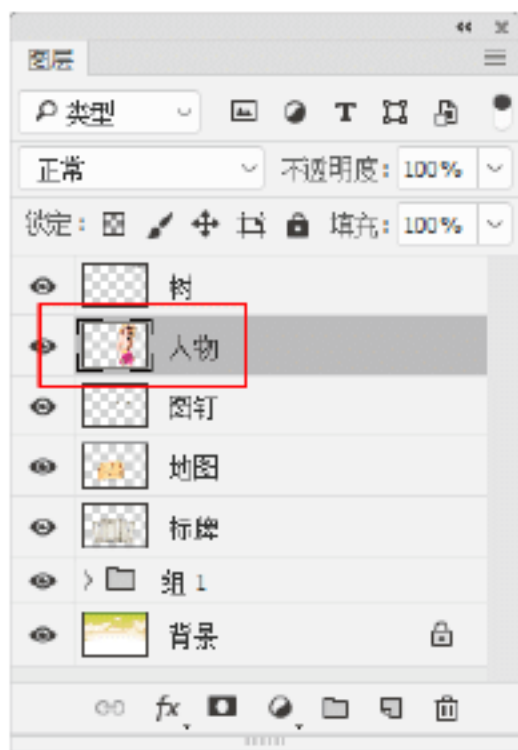 图层
类型 T
正常 不透明度: 100%
锁定: 填充: 100%
树
人物
图钉
地图
标牌
组 1
背景
fx